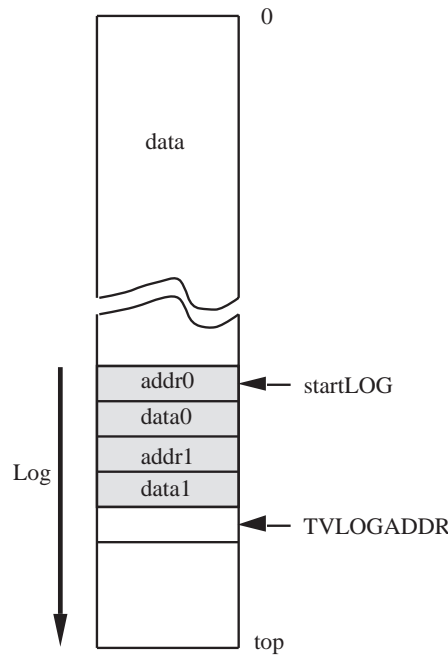 0
data
addr0
startLOG
data0
addr1
Log
data1
TVLOGADDR
top